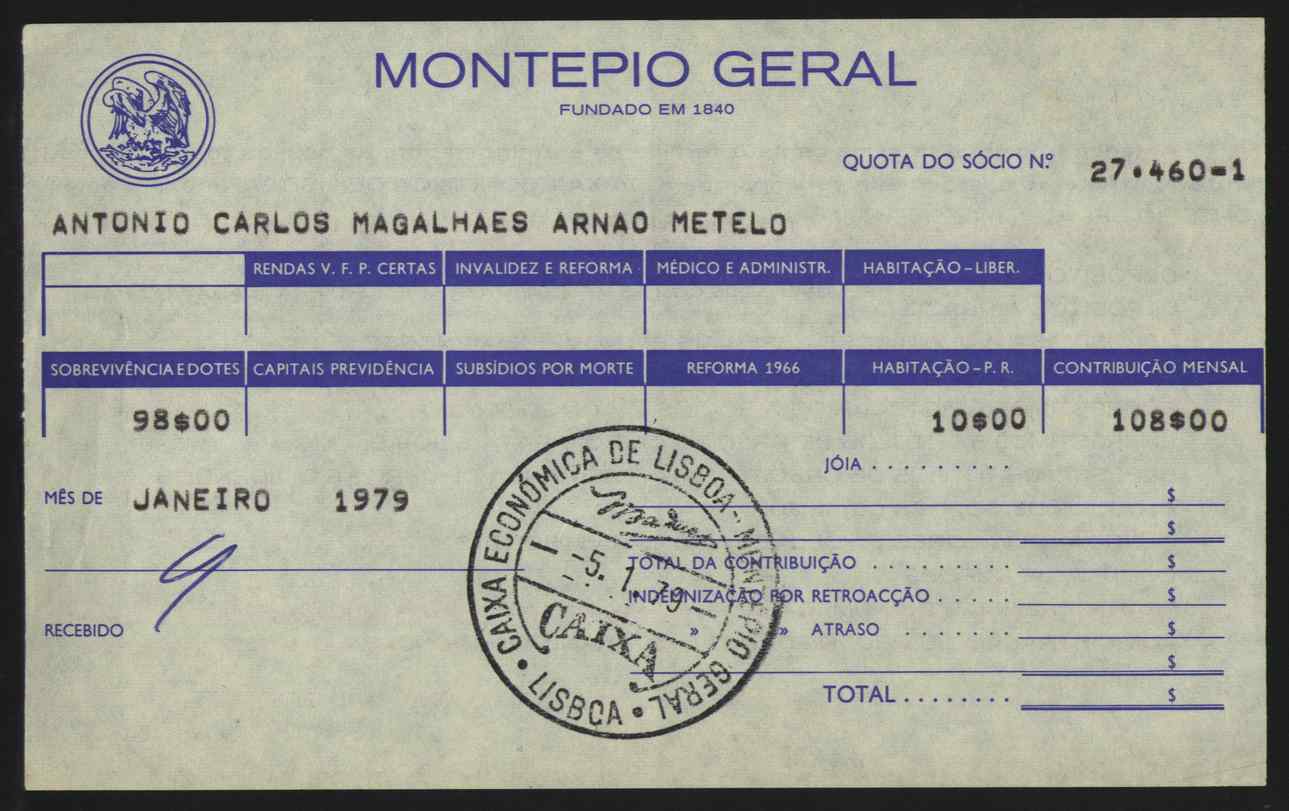 MONTEPIO GERAL
FUNDADO EM 1840
QUOTA DO SÓCIO N.º 27.460-1
ANTONIO CARLOS MAGALHAES ARNAO METELO
RENDAS V. F. P. CERTAS INVALIDEZ E REFORMA MÉDICO E ADMINISTR. HABITAÇÃO-LIBER.
SOBREVIVÊNCIA E DOTES CAPITAIS PREVIDÊNCIA SUBSÍDIOS POR MORTE REFORMA 1966 HABITAÇÃO-P. R. CONTRIBUIÇÃO MENSAL
98$00 10$00 108$00
JÓIA . . . . . . . . . .
MÊS DE JANEIRO 1979
$
$
TOTAL DA CONTRIBUIÇÃO . . . . . . . . . . $
INDEMNIZAÇÃO POR RETROACÇÃO . . . . . $
RECEBIDO
» » ATRASO . . . . . . . $
$
TOTAL . . . . . . . . $
CAIXA ECONÓMICA DE LISBOA - MONTEPIO GERAL
-5. 1. 79
CAIXA
LISBOA